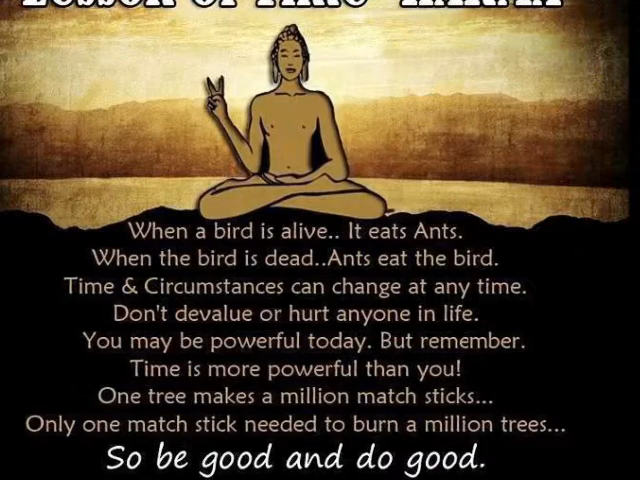 When a bird is alive.. It eats Ants.
When the bird is dead..Ants eat the bird.
Time & Circumstances can change at any time.
Don't devalue or hurt anyone in life.
You may be powerful today. But remember.
Time is more powerful than you!
One tree makes a million match sticks...
Only one match stick needed to burn a million trees...
So be good and do good.